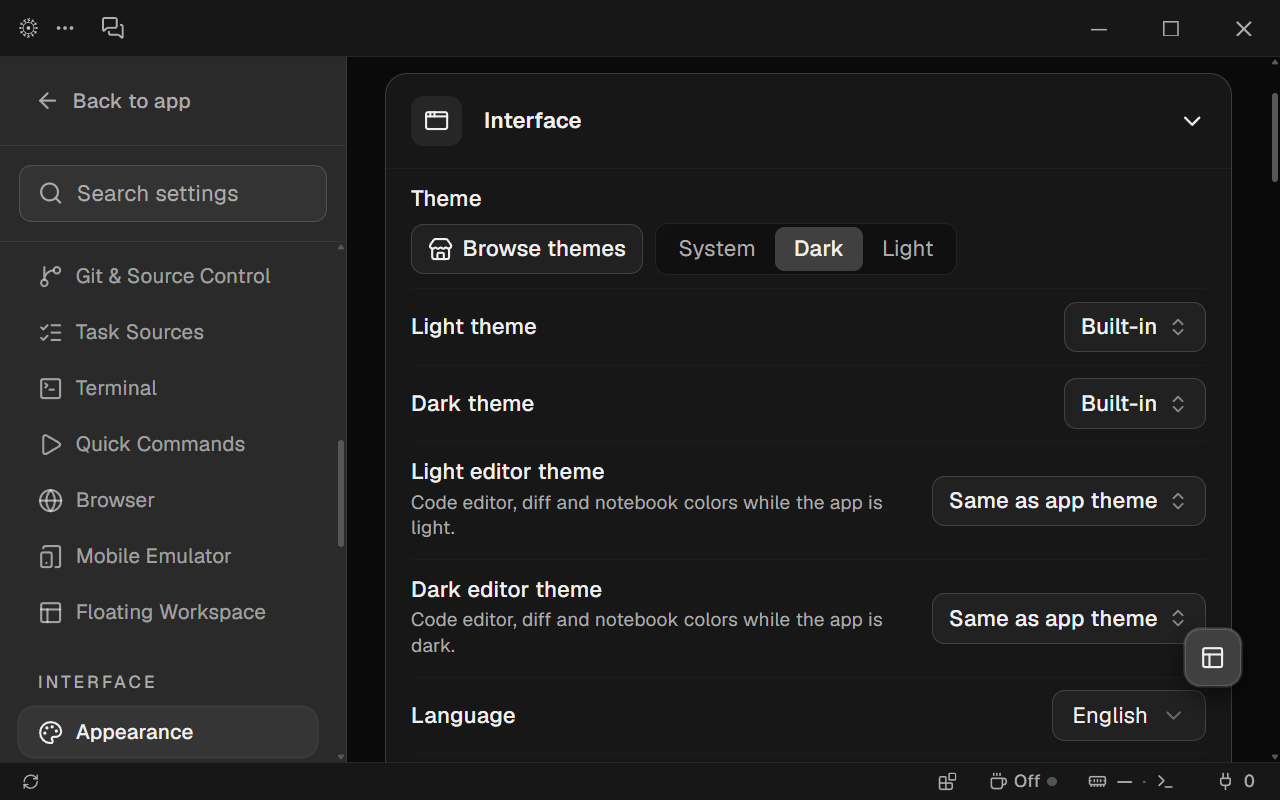 Back to app
Search settings
Git & Source Control
Task Sources
Terminal
Quick Commands
Browser
Mobile Emulator
Floating Workspace
INTERFACE
Appearance
Interface
Theme
Browse themes
System
Dark
Light
Light theme
Built-in
Dark theme
Built-in
Light editor theme
Code editor, diff and notebook colors while the app is
light.
Same as app theme
Dark editor theme
Code editor, diff and notebook colors while the app is
dark.
Same as app theme
Language
English
Off
— ·
0